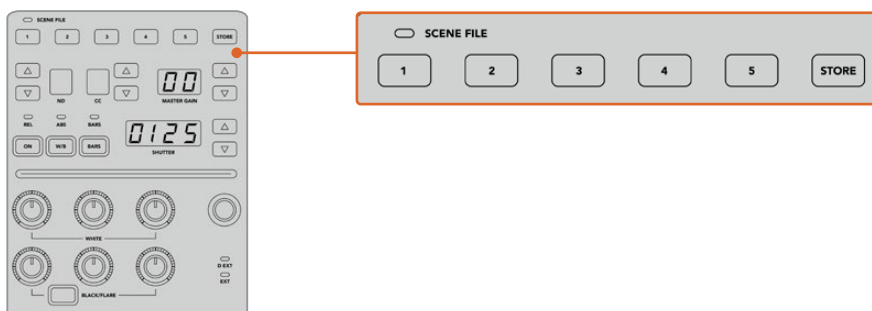 SCENE FILE
1 2 3 4 5 STORE
ND CC 00 MASTER GAIN
REL ABS BARS
ON W/B BARS 0125 SHUTTER
WHITE
D EXT
EXT
BLACK/FLARE
SCENE FILE
1 2 3 4 5 STORE